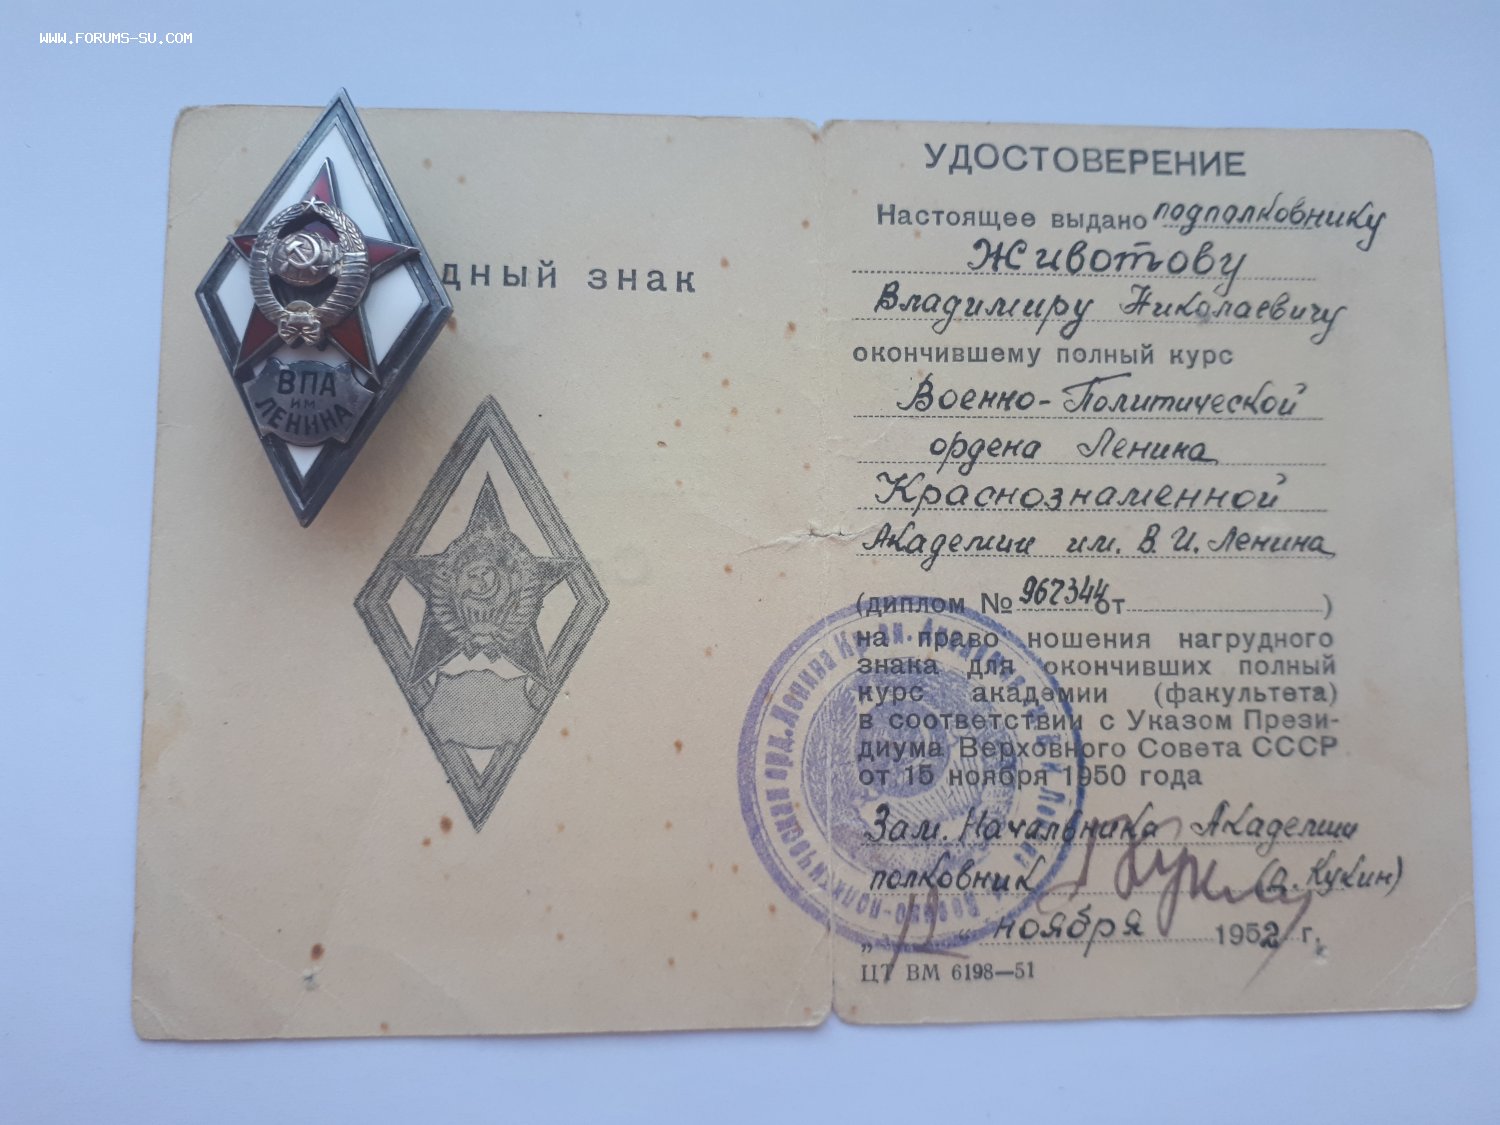 WWW.FORUMS-SU.COM
ВПА
ИМ
ЛЕНИНА
дный знак
УДОСТОВЕРЕНИЕ
Настоящее выдано подполковнику
Животову
Владимиру Николаевичу
окончившему полный курс
Военно-Политической
ордена Ленина
Краснознаменной
Академии им. В. И. Ленина
(диплом № 967344 от )
на право ношения нагрудного
знака для окончивших полный
курс академии (факультета)
в соответствии с Указом Прези-
диума Верховного Совета СССР
от 15 ноября 1950 года
Зам. Начальника Академии
полковник Кукин)
„12“ ноября 1952 г.
ЦТ ВМ 6198—51